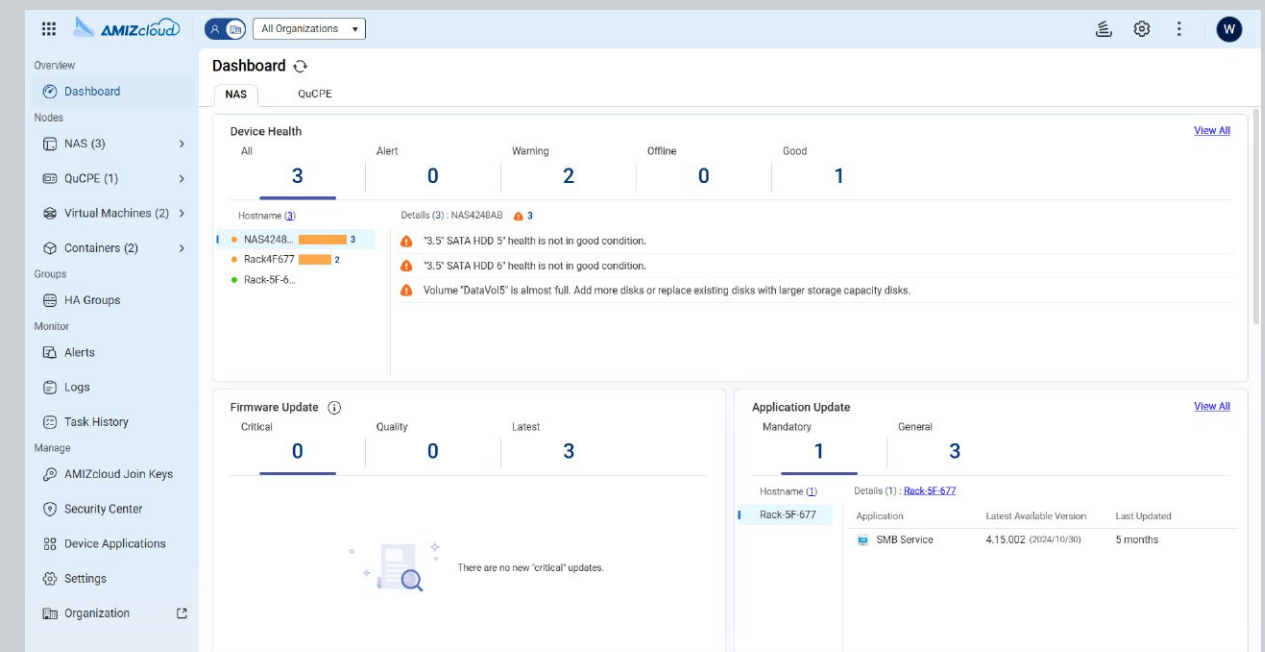 AMIZcloud All Organizations W
Overview
Dashboard
Nodes
NAS (3)
QuCPE (1)
Virtual Machines (2)
Containers (2)
Groups
HA Groups
Monitor
Alerts
Logs
Task History
Manage
AMIZcloud Join Keys
Security Center
Device Applications
Settings
Organization
Dashboard
NAS QuCPE
Device Health View All
All Alert Warning Offline Good
3 0 2 0 1
Hostname (3)
NAS4248... 3
Rack4F677 2
Rack-5F-6...
Details (3) : NAS4248AB 3
"3.5" SATA HDD 5" health is not in good condition.
"3.5" SATA HDD 6" health is not in good condition.
Volume "DataVol5" is almost full. Add more disks or replace existing disks with larger storage capacity disks.
Firmware Update
Critical Quality Latest
0 0 3
There are no new "critical" updates.
Application Update View All
Mandatory General
1 3
Hostname (1)
Rack-5F-677
Details (1) : Rack-5F-677
Application Latest Available Version Last Updated
SMB Service 4.15.002 (2024/10/30) 5 months